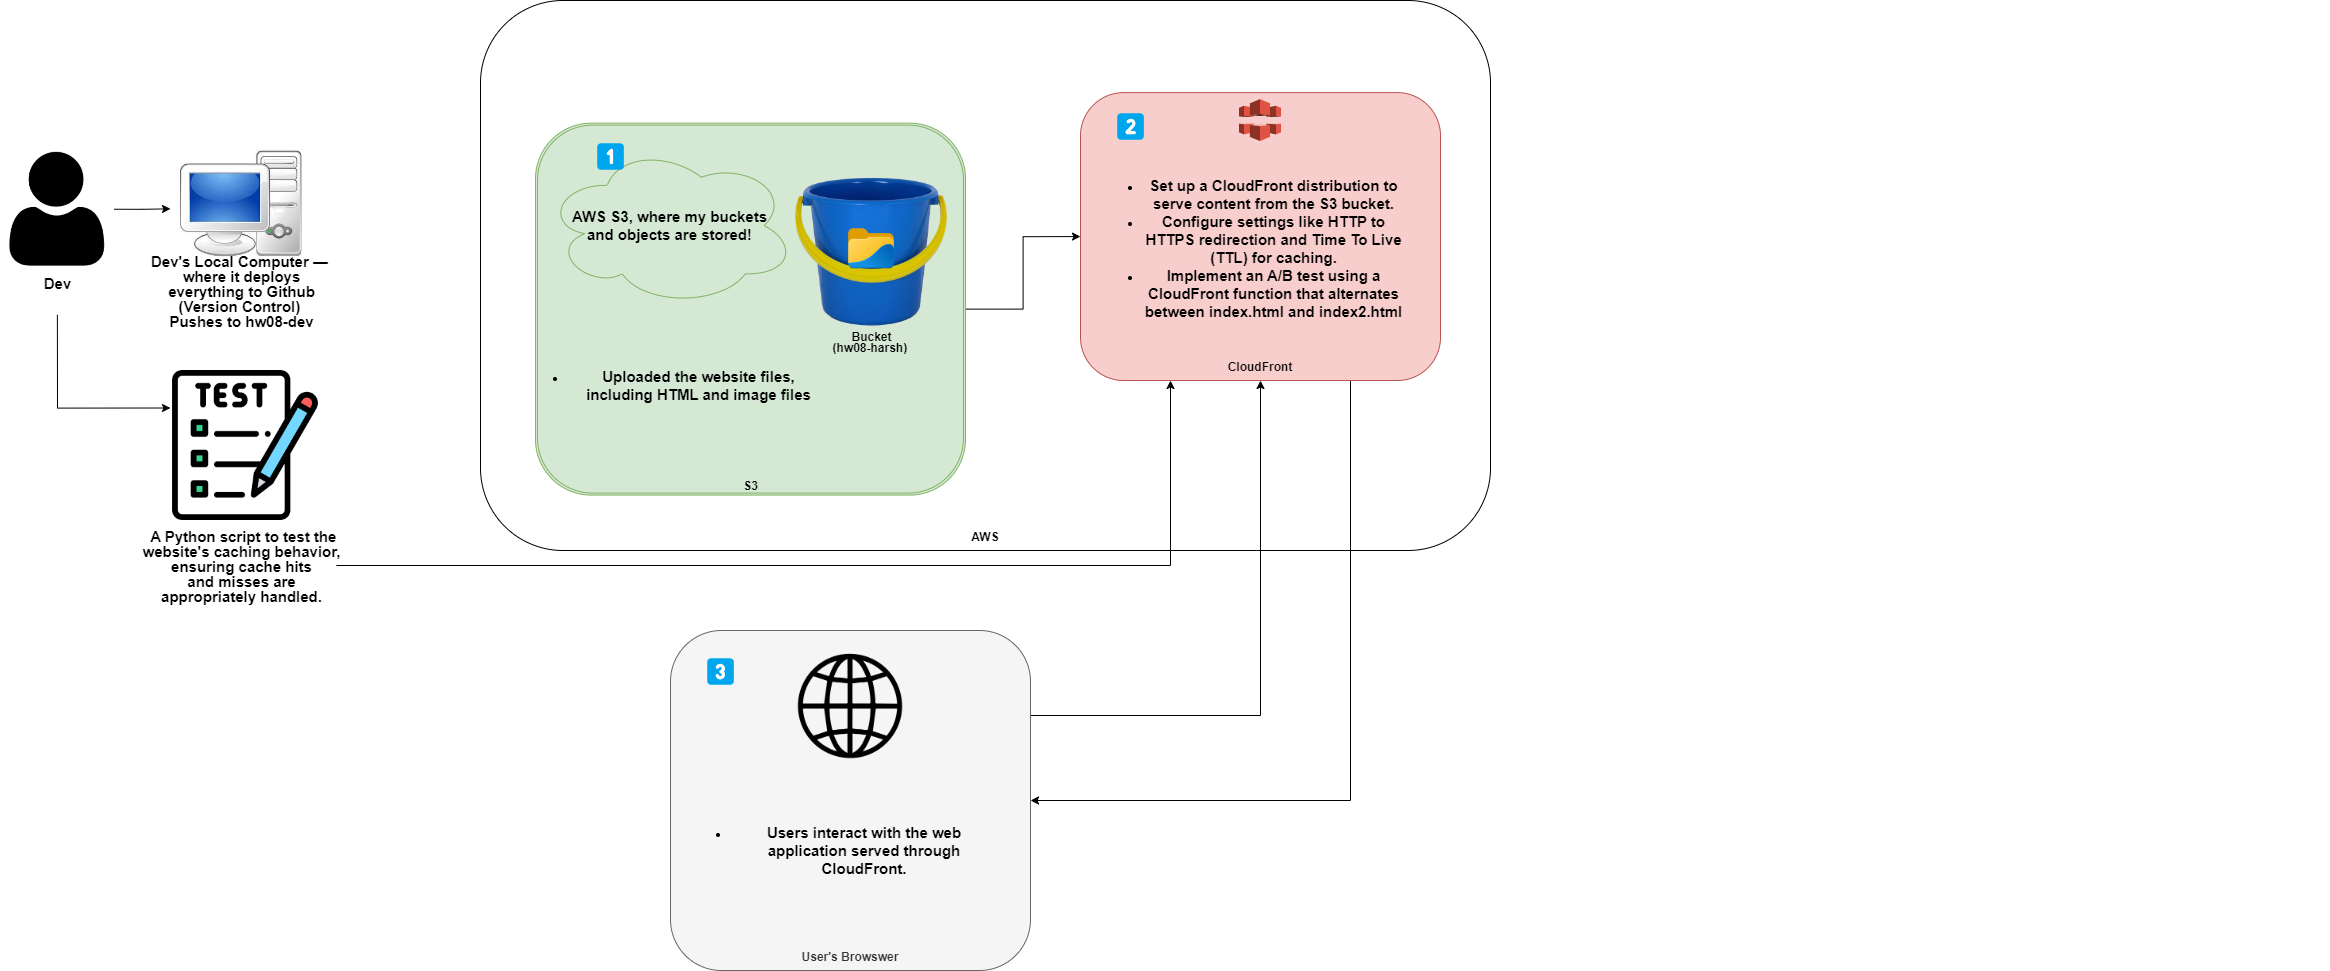 Dev
Dev's Local Computer —
where it deploys
everything to Github
(Version Control)
Pushes to hw08-dev
TEST
A Python script to test the
website's caching behavior,
ensuring cache hits
and misses are
appropriately handled.
1
AWS S3, where my buckets
and objects are stored!
Bucket
(hw08-harsh)
• Uploaded the website files,
including HTML and image files
S3
2
• Set up a CloudFront distribution to
serve content from the S3 bucket.
• Configure settings like HTTP to
HTTPS redirection and Time To Live
(TTL) for caching.
• Implement an A/B test using a
CloudFront function that alternates
between index.html and index2.html
CloudFront
AWS
3
• Users interact with the web
application served through
CloudFront.
User's Browswer